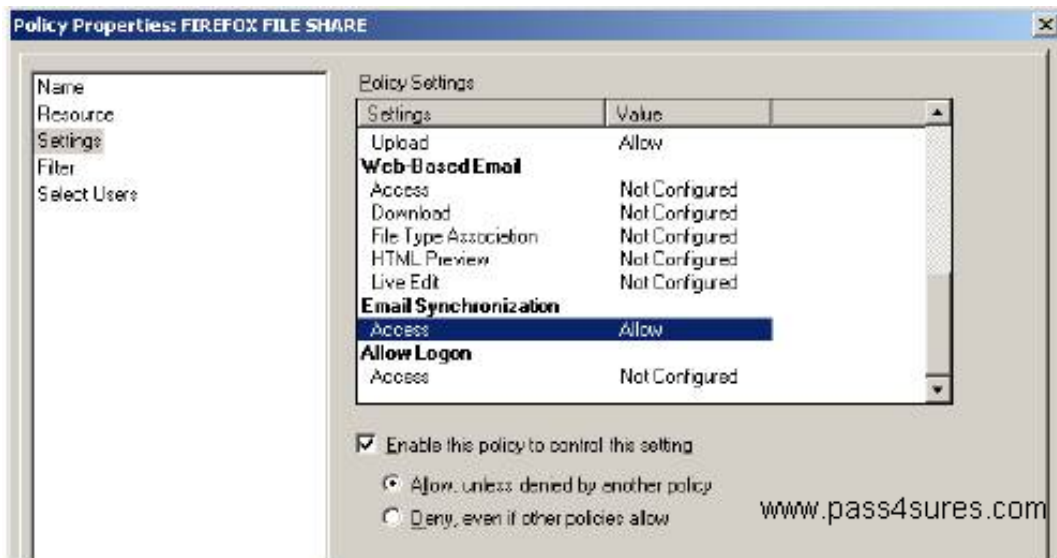 Policy Properties: FIREFOX FILE SHARE
Name
Resource
Settings
Filter
Select Users
Policy Settings
Settings Value
Upload Allow
Web-Based Email
Access Not Configured
Download Not Configured
File Type Association Not Configured
HTML Preview Not Configured
Live Edit Not Configured
Email Synchronization
Access Allow
Allow Logon
Access Not Configured
Enable this policy to control this setting
Allow, unless denied by another policy
Deny, even if other policies allow
www.pass4sures.com